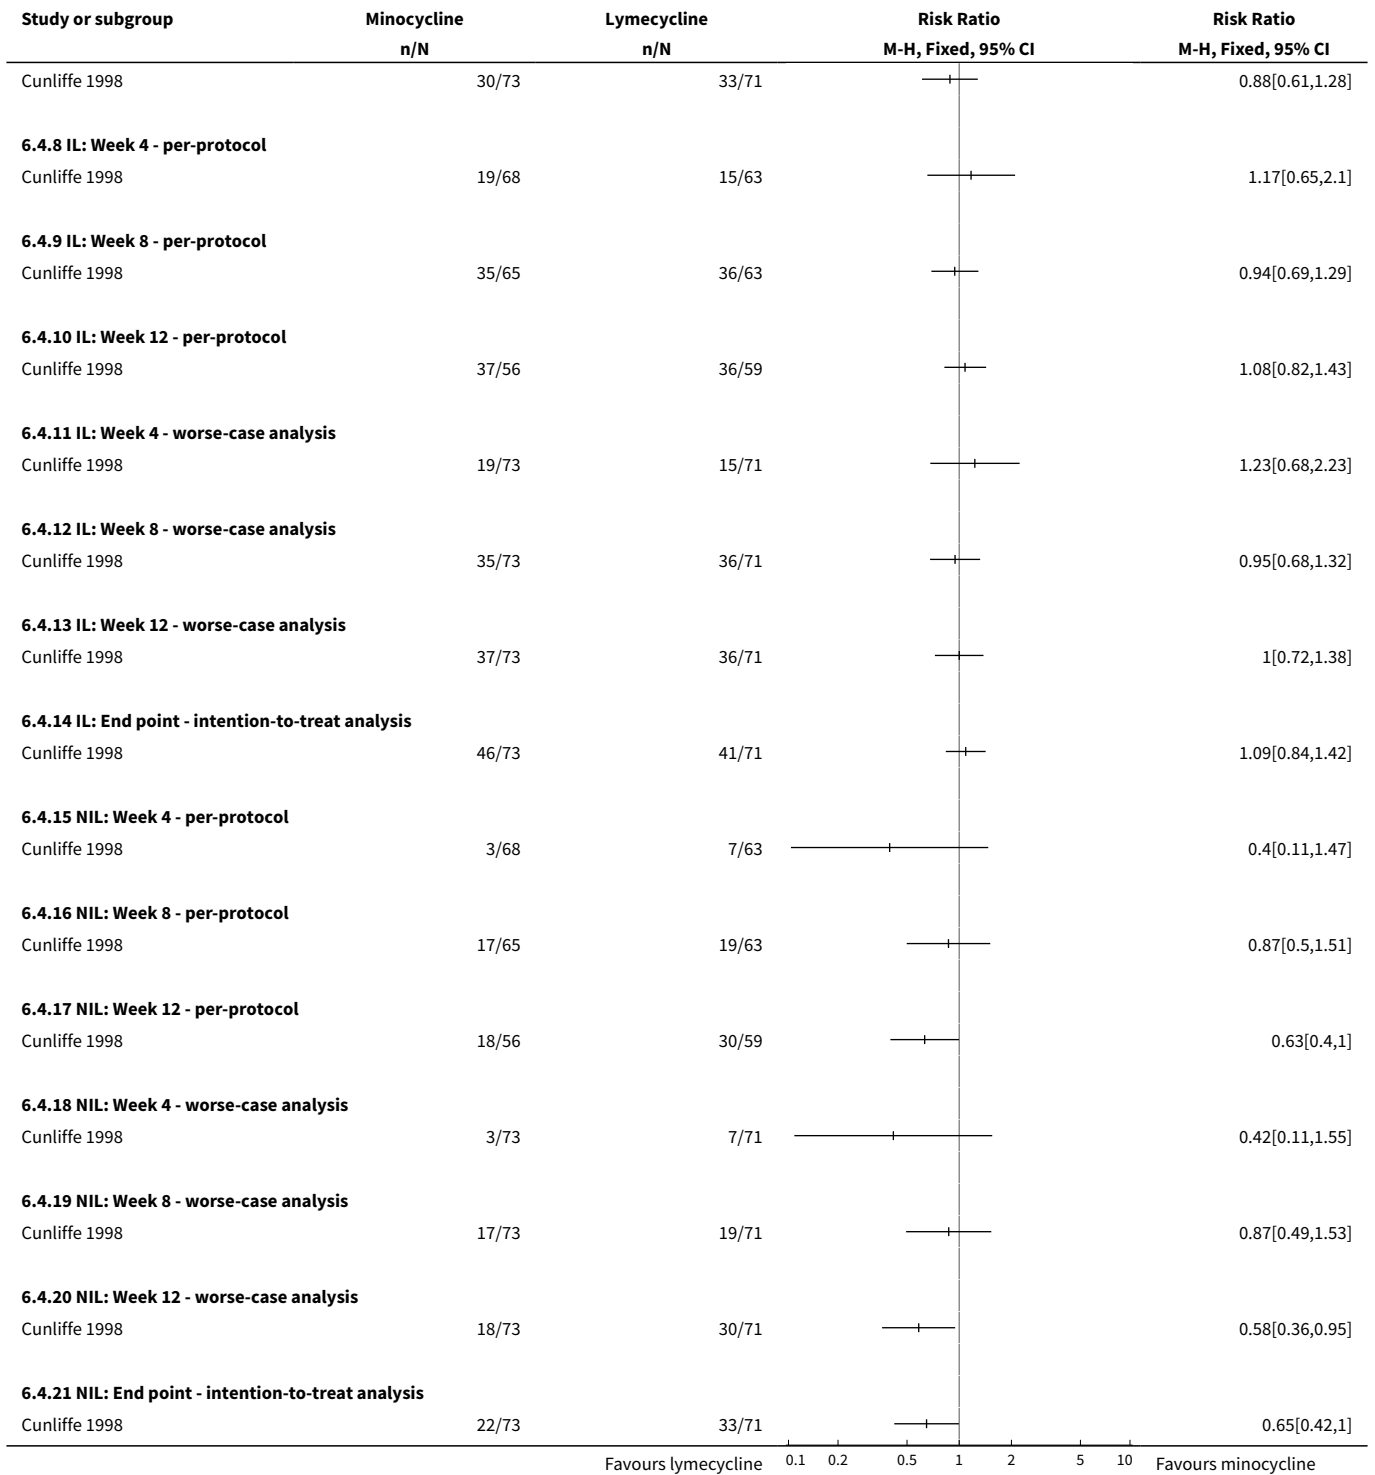 Study or subgroup Minocycline Lymecycline Risk Ratio Risk Ratio
n/N n/N M-H, Fixed, 95% CI M-H, Fixed, 95% CI
Cunliffe 1998 30/73 33/71 0.88[0.61,1.28]
6.4.8 IL: Week 4 - per-protocol
Cunliffe 1998 19/68 15/63 1.17[0.65,2.1]
6.4.9 IL: Week 8 - per-protocol
Cunliffe 1998 35/65 36/63 0.94[0.69,1.29]
6.4.10 IL: Week 12 - per-protocol
Cunliffe 1998 37/56 36/59 1.08[0.82,1.43]
6.4.11 IL: Week 4 - worse-case analysis
Cunliffe 1998 19/73 15/71 1.23[0.68,2.23]
6.4.12 IL: Week 8 - worse-case analysis
Cunliffe 1998 35/73 36/71 0.95[0.68,1.32]
6.4.13 IL: Week 12 - worse-case analysis
Cunliffe 1998 37/73 36/71 1[0.72,1.38]
6.4.14 IL: End point - intention-to-treat analysis
Cunliffe 1998 46/73 41/71 1.09[0.84,1.42]
6.4.15 NIL: Week 4 - per-protocol
Cunliffe 1998 3/68 7/63 0.4[0.11,1.47]
6.4.16 NIL: Week 8 - per-protocol
Cunliffe 1998 17/65 19/63 0.87[0.5,1.51]
6.4.17 NIL: Week 12 - per-protocol
Cunliffe 1998 18/56 30/59 0.63[0.4,1]
6.4.18 NIL: Week 4 - worse-case analysis
Cunliffe 1998 3/73 7/71 0.42[0.11,1.55]
6.4.19 NIL: Week 8 - worse-case analysis
Cunliffe 1998 17/73 19/71 0.87[0.49,1.53]
6.4.20 NIL: Week 12 - worse-case analysis
Cunliffe 1998 18/73 30/71 0.58[0.36,0.95]
6.4.21 NIL: End point - intention-to-treat analysis
Cunliffe 1998 22/73 33/71 0.65[0.42,1]
Favours lymecycline 0.1 0.2 0.5 1 2 5 10 Favours minocycline